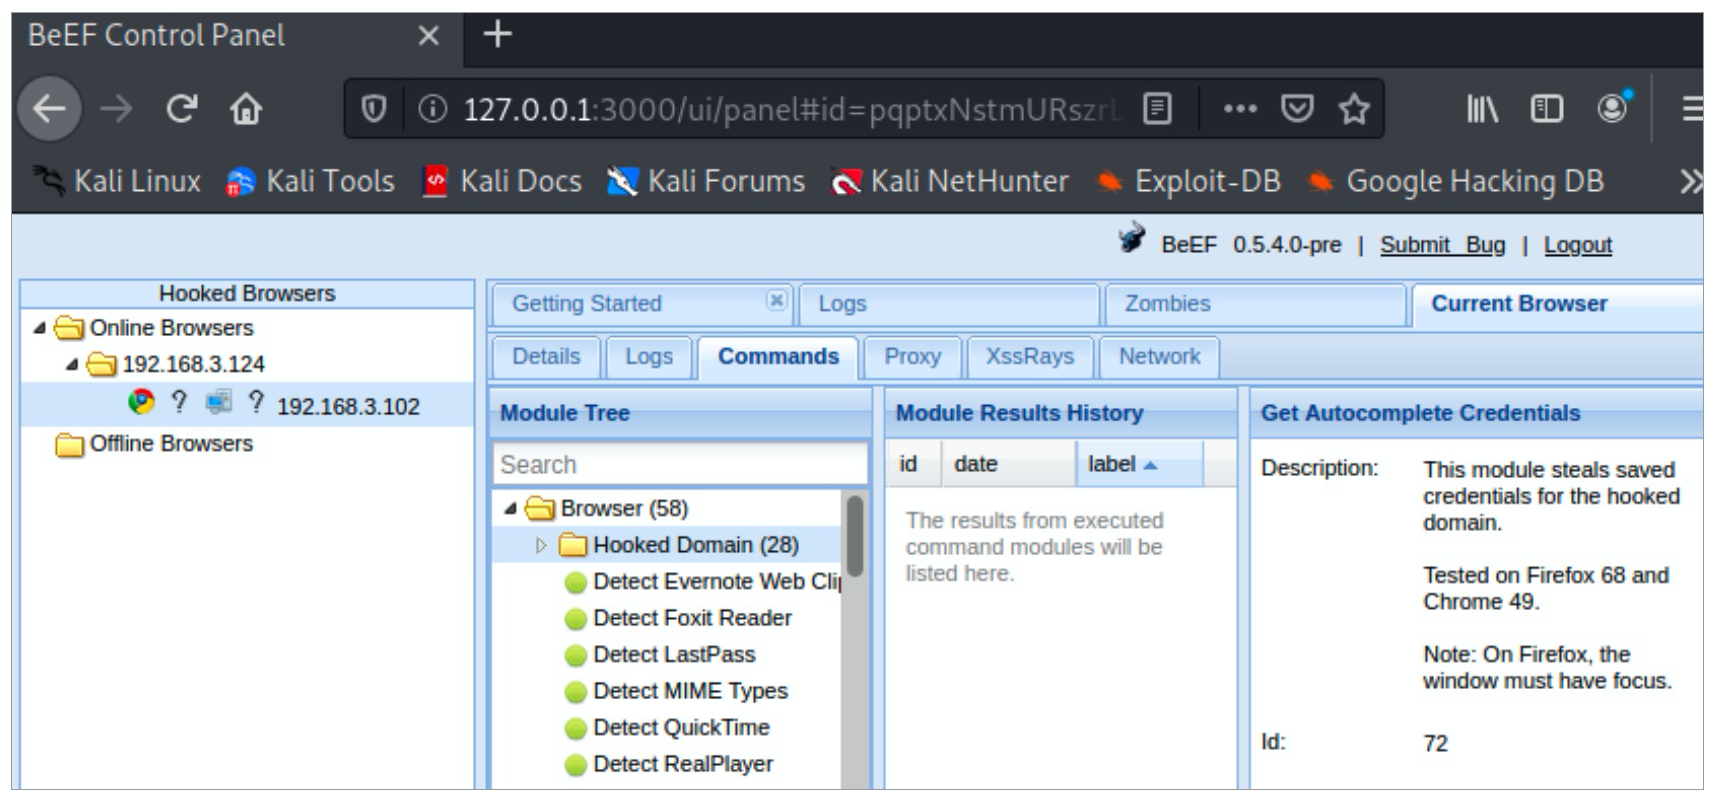 BeEF Control Panel
127.0.0.1:3000/ui/panel#id=pqptxNstmURszrL
Kali Linux Kali Tools Kali Docs Kali Forums Kali NetHunter Exploit-DB Google Hacking DB
BeEF 0.5.4.0-pre | Submit Bug | Logout
Hooked Browsers
Online Browsers
192.168.3.124
? ? 192.168.3.102
Offline Browsers
Getting Started Logs Zombies Current Browser
Details Logs Commands Proxy XssRays Network
Module Tree
Search
Browser (58)
Hooked Domain (28)
Detect Evernote Web Cli
Detect Foxit Reader
Detect LastPass
Detect MIME Types
Detect QuickTime
Detect RealPlayer
Module Results History
id date label
The results from executed
command modules will be
listed here.
Get Autocomplete Credentials
Description: This module steals saved
credentials for the hooked
domain.
Tested on Firefox 68 and
Chrome 49.
Note: On Firefox, the
window must have focus.
Id: 72